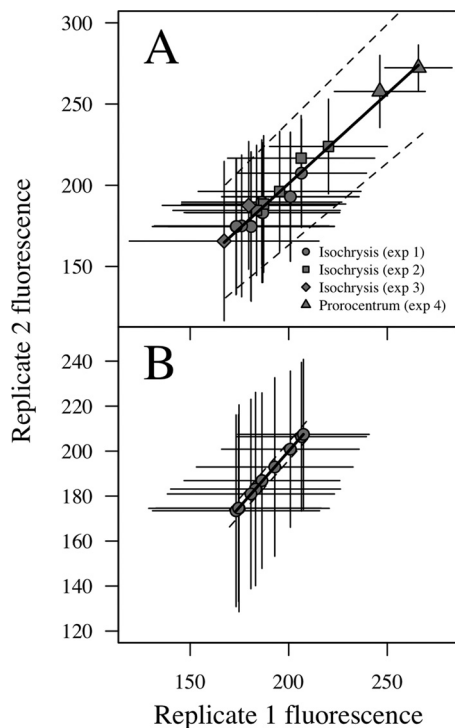 300
A
250
200
150
Isochrysis (exp 1)
Isochrysis (exp 2)
Isochrysis (exp 3)
Prorocentrum (exp 4)
Replicate 2 fluorescence
B
240
220
200
180
160
140
120
150
200
250
Replicate 1 fluorescence